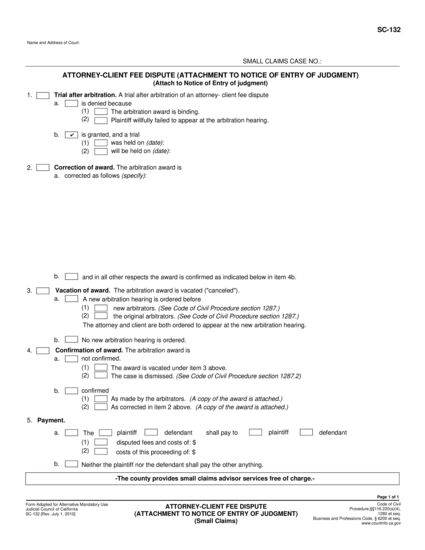 SC-132
Name and Address of Court:
SMALL CLAIMS CASE NO.:
ATTORNEY-CLIENT FEE DISPUTE (ATTACHMENT TO NOTICE OF ENTRY OF JUDGMENT)
(Attach to Notice of Entry of judgment)
1. Trial after arbitration. A trial after arbitration of an attorney- client fee dispute
a. is denied because
(1) The arbitration award is binding.
(2) Plaintiff willfully failed to appear at the arbitration hearing.
b. ✔ is granted, and a trial
(1) was held on (date):
(2) will be held on (date):
2. Correction of award. The arbitration award is
a. corrected as follows (specify):
b. and in all other respects the award is confirmed as indicated below in item 4b.
3. Vacation of award. The arbitration award is vacated ("canceled").
a. A new arbitration hearing is ordered before
(1) new arbitrators. (See Code of Civil Procedure section 1287.)
(2) the original arbitrators. (See Code of Civil Procedure section 1287.)
The attorney and client are both ordered to appear at the new arbitration hearing.
b. No new arbitration hearing is ordered.
4. Confirmation of award. The arbitration award is
a. not confirmed.
(1) The award is vacated under item 3 above.
(2) The case is dismissed. (See Code of Civil Procedure section 1287.2)
b. confirmed
(1) As made by the arbitrators. (A copy of the award is attached.)
(2) As corrected in item 2 above. (A copy of the award is attached.)
5. Payment.
a. The plaintiff defendant shall pay to plaintiff defendant
(1) disputed fees and costs of: $
(2) costs of this proceeding of: $
b. Neither the plaintiff nor the defendant shall pay the other anything.
-The county provides small claims advisor services free of charge.-
Page 1 of 1
Form Adopted for Alternative Mandatory Use
Judicial Council of California
SC-132 [Rev. July 1, 2010]
ATTORNEY-CLIENT FEE DISPUTE
(ATTACHMENT TO NOTICE OF ENTRY OF JUDGMENT)
(Small Claims)
Code of Civil
Procedure,§§116.220(a)(4),
1280 et seq.
Business and Professions Code, § 6200 et seq.
www.courtinfo.ca.gov